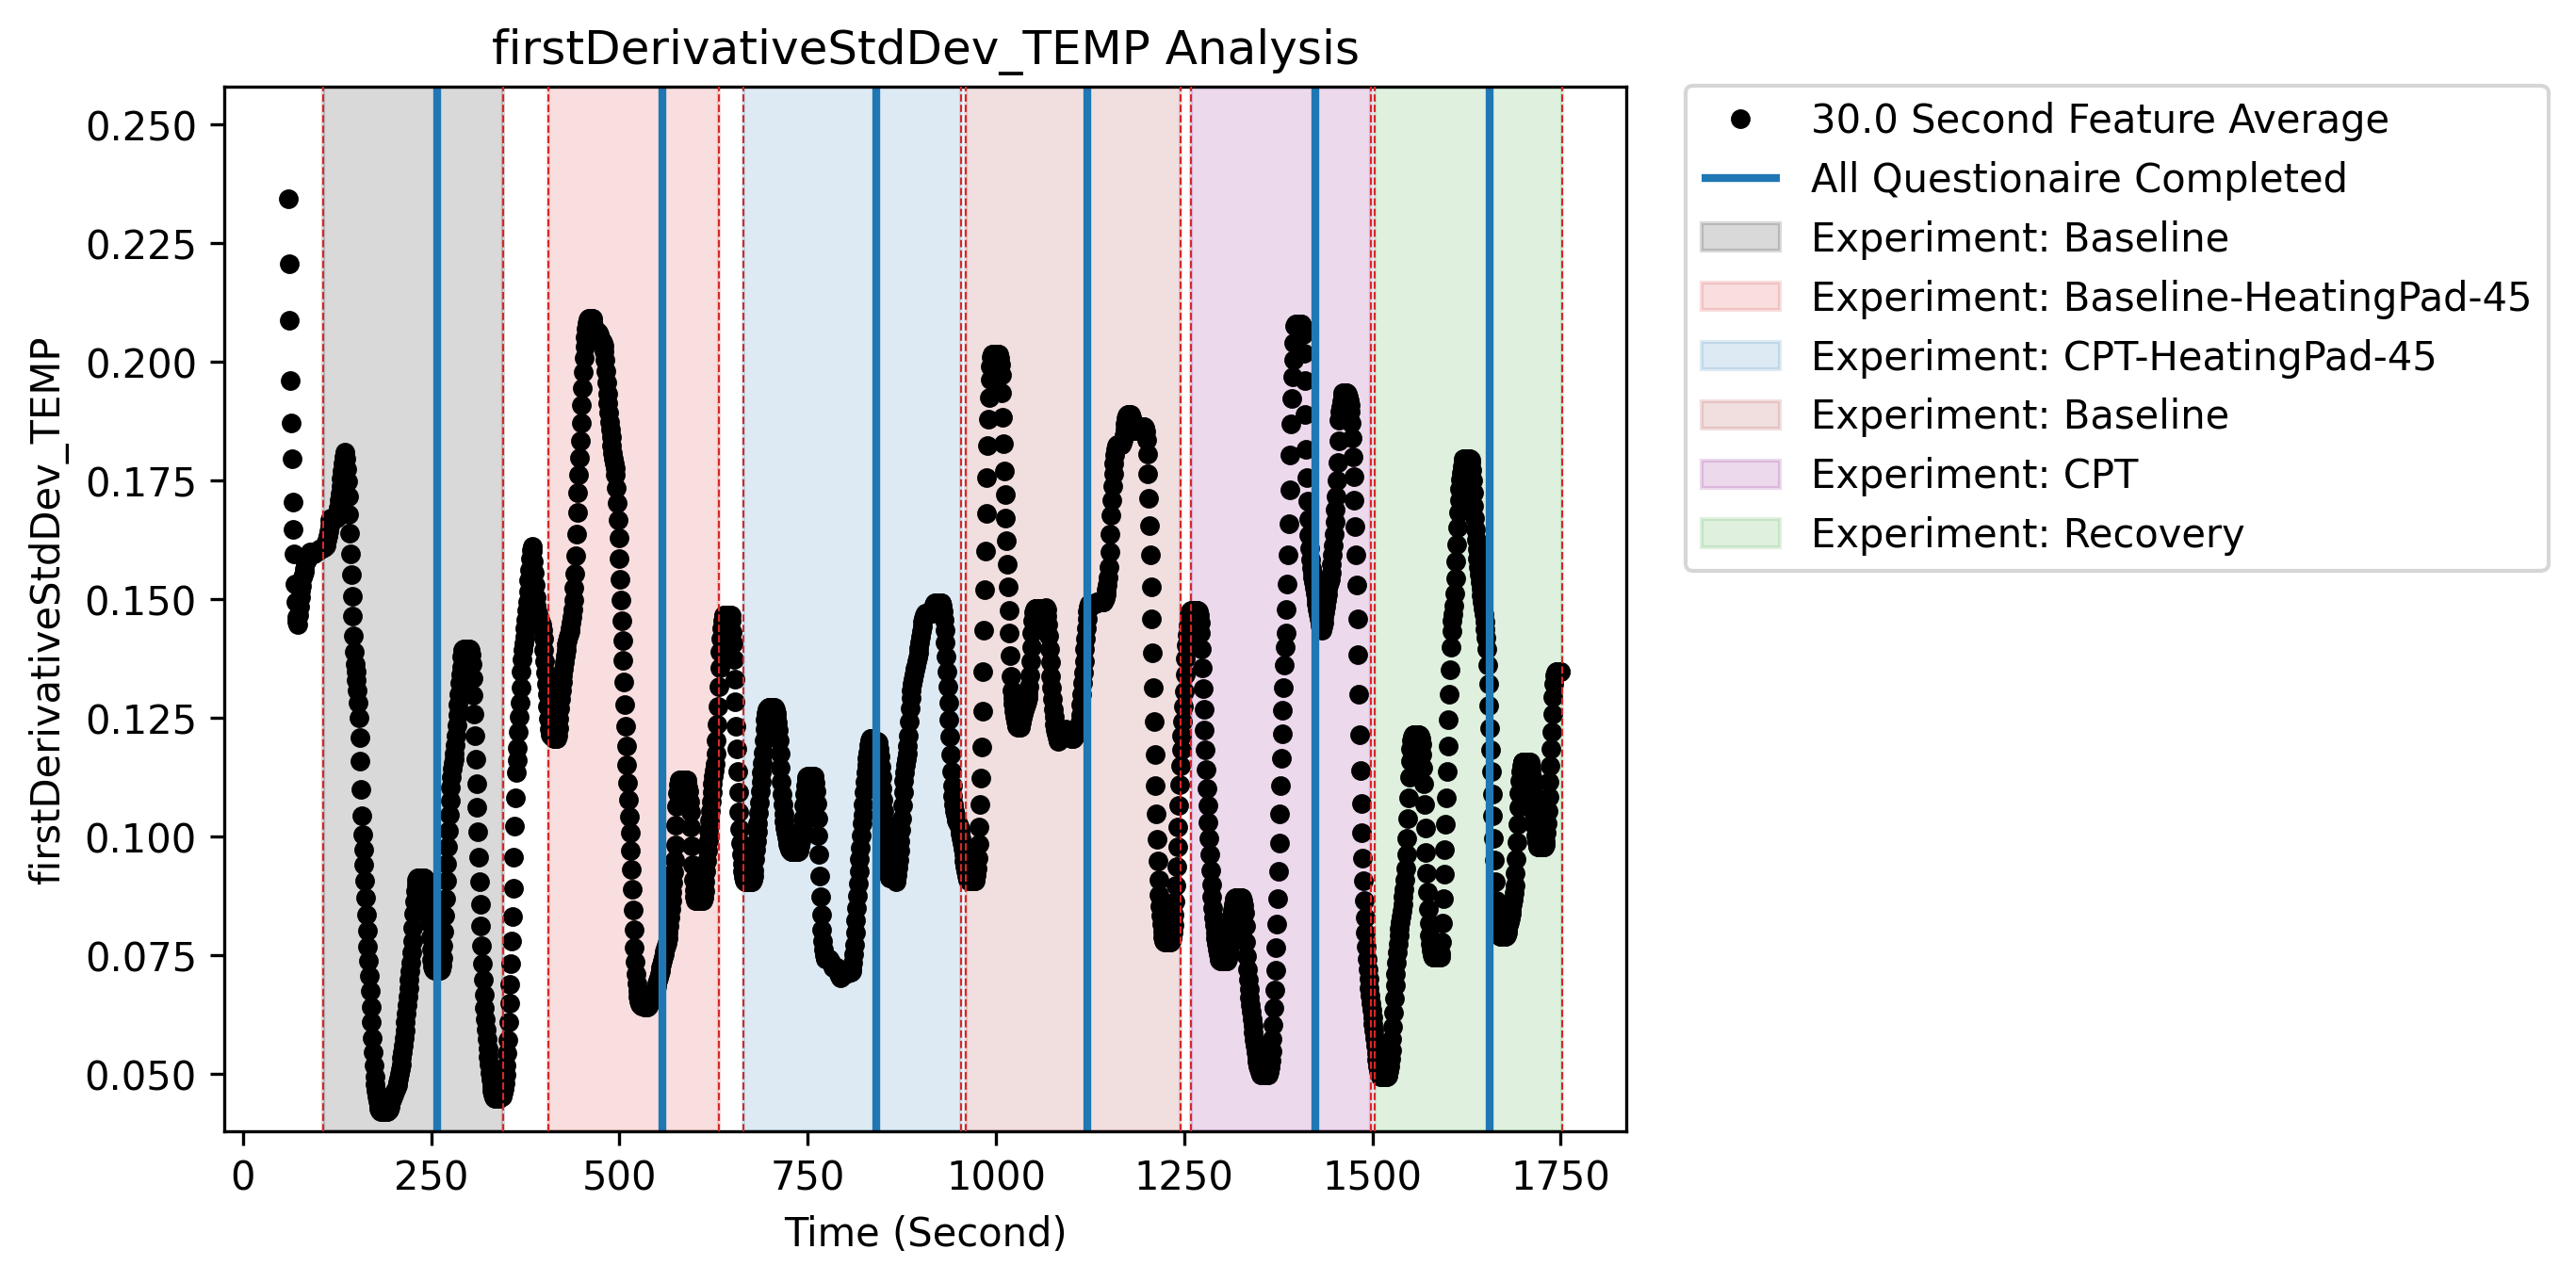 firstDerivativeStdDev_TEMP Analysis
firstDerivativeStdDev_TEMP
0.250
0.225
0.200
0.175
0.150
0.125
0.100
0.075
0.050
0 250 500 750 1000 1250 1500 1750
Time (Second)
30.0 Second Feature Average
All Questionaire Completed
Experiment: Baseline
Experiment: Baseline-HeatingPad-45
Experiment: CPT-HeatingPad-45
Experiment: Baseline
Experiment: CPT
Experiment: Recovery